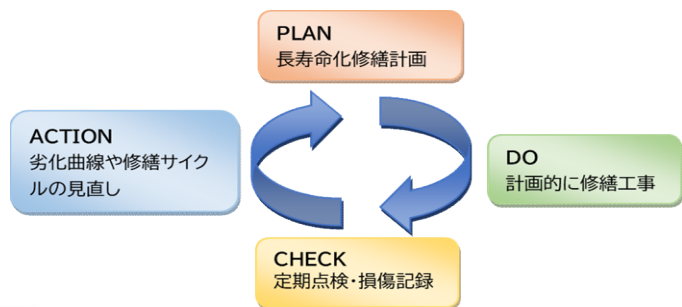 PLAN
長寿命化修繕計画
ACTION
劣化曲線や修繕サイク
ルの見直し
DO
計画的に修繕工事
CHECK
定期点検・損傷記録